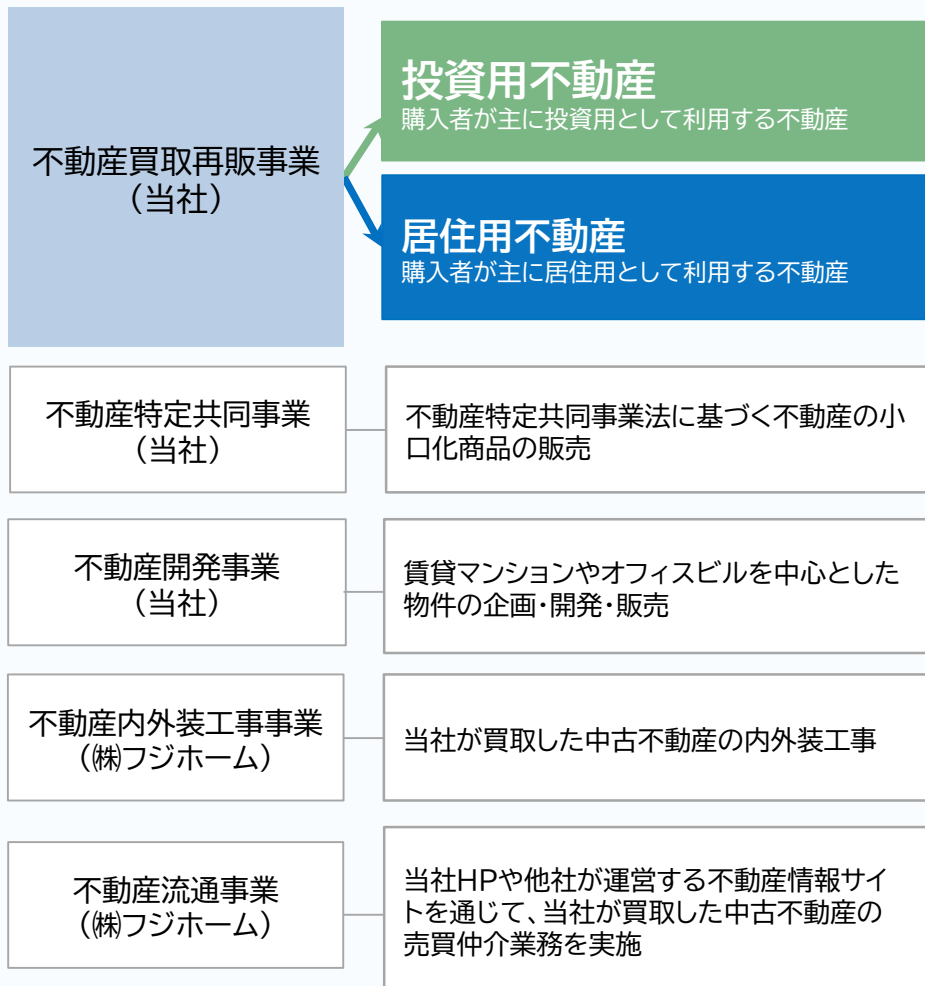 不動産買取再販事業
（当社）
投資用不動産
購入者が主に投資用として利用する不動産
居住用不動産
購入者が主に居住用として利用する不動産
不動産特定共同事業
（当社）
不動産特定共同事業法に基づく不動産の小
口化商品の販売
不動産開発事業
（当社）
賃貸マンションやオフィスビルを中心とした
物件の企画・開発・販売
不動産内外装工事事業
（㈱フジホーム）
当社が買取した中古不動産の内外装工事
不動産流通事業
（㈱フジホーム）
当社HPや他社が運営する不動産情報サイ
トを通じて、当社が買取した中古不動産の
売買仲介業務を実施